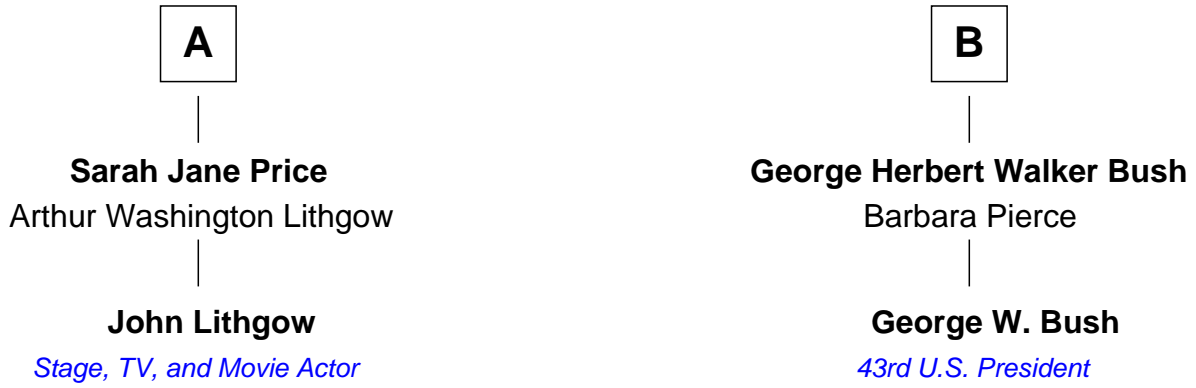 A
B
Sarah Jane Price
George Herbert Walker Bush
Arthur Washington Lithgow
Barbara Pierce
John Lithgow
George W. Bush
Stage, TV, and Movie Actor
43rd U.S. President